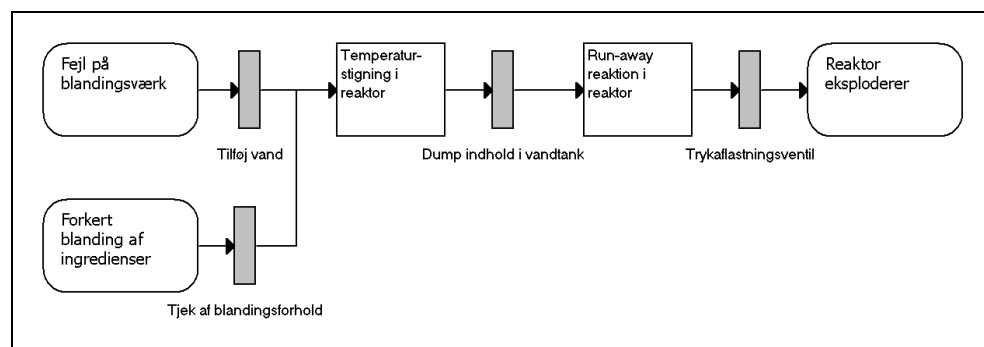 Fejl på
blandingsværk
Temperatur-
stigning i
reaktor
Run-away
reaktion i
reaktor
Reaktor
eksploderer
Tilføj vand
Dump indhold i vandtank
Trykaflastningsventil
Forkert
blanding af
ingredienser
Tjek af blandingsforhold